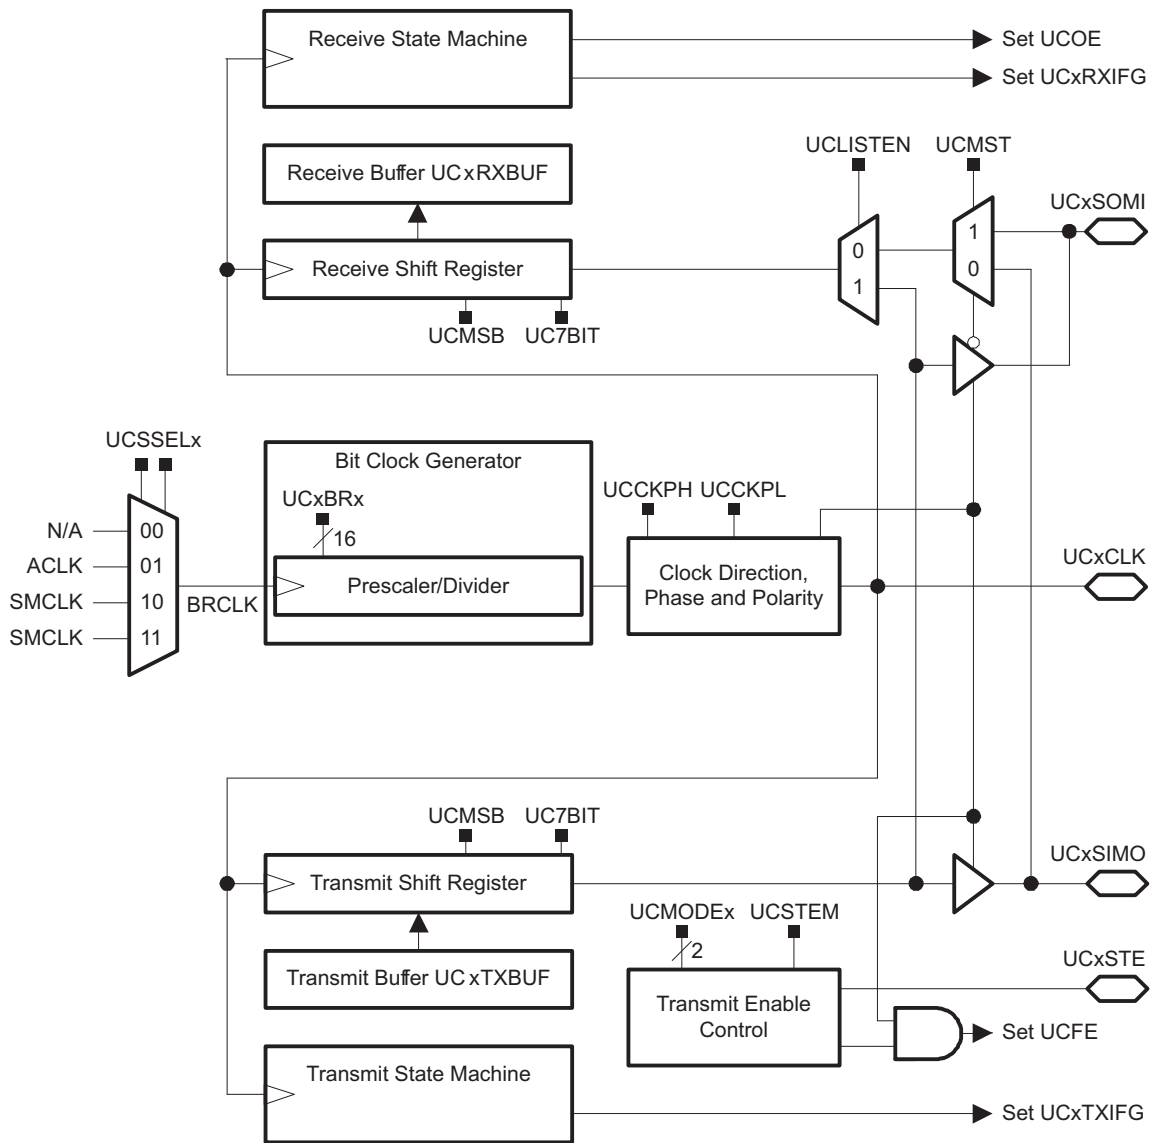 Receive State Machine
Set UCOE
Set UCxRXIFG
Receive Buffer UCxRXBUF
UCLISTEN
UCMST
UCxSOMI
1
0
0
1
Receive Shift Register
UCMSB
UC7BIT
UCSSELx
N/A
00
ACLK
01
SMCLK
10
SMCLK
11
BRCLK
Bit Clock Generator
UCxBRx
16
Prescaler/Divider
UCCKPH
UCCKPL
Clock Direction,
Phase and Polarity
UCxCLK
UCMSB
UC7BIT
Transmit Shift Register
UCxSIMO
Transmit Buffer UCxTXBUF
UCMODEx
2
UCSTEM
Transmit Enable
Control
UCxSTE
Set UCFE
Transmit State Machine
Set UCxTXIFG